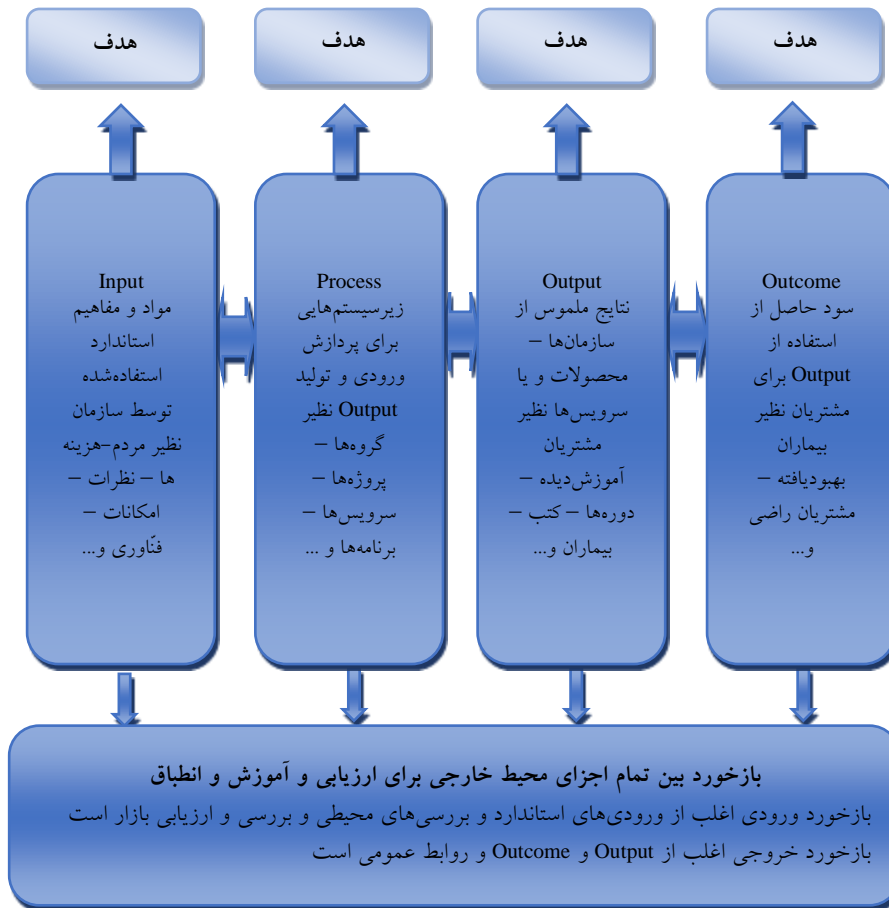 هدف
هدف
هدف
هدف
Input
مواد و مفاهیم
استاندارد
استفاده‌شده
توسط سازمان
نظیر مردم-هزینه
ها – نظرات –
امکانات –
فنّاوری و...
Process
زیرسیستم‌هایی
برای پردازش
ورودی و تولید
Output نظیر
گروه‌ها –
پروژه‌ها –
سرویس‌ها –
برنامه‌ها و ...
Output
نتایج ملموس از
سازمان‌ها –
محصولات و یا
سرویس‌ها نظیر
مشتریان
آموزش‌دیده –
دوره‌ها – کتب –
بیماران و...
Outcome
سود حاصل از
استفاده از
Output برای
مشتریان نظیر
بیماران
بهبودیافته –
مشتریان راضی
و...
بازخورد بین تمام اجزای محیط خارجی برای ارزیابی و آموزش و انطباق
بازخورد ورودی اغلب از ورودی‌های استاندارد و بررسی‌های محیطی و بررسی و ارزیابی بازار است
بازخورد خروجی اغلب از Output و Outcome و روابط عمومی است